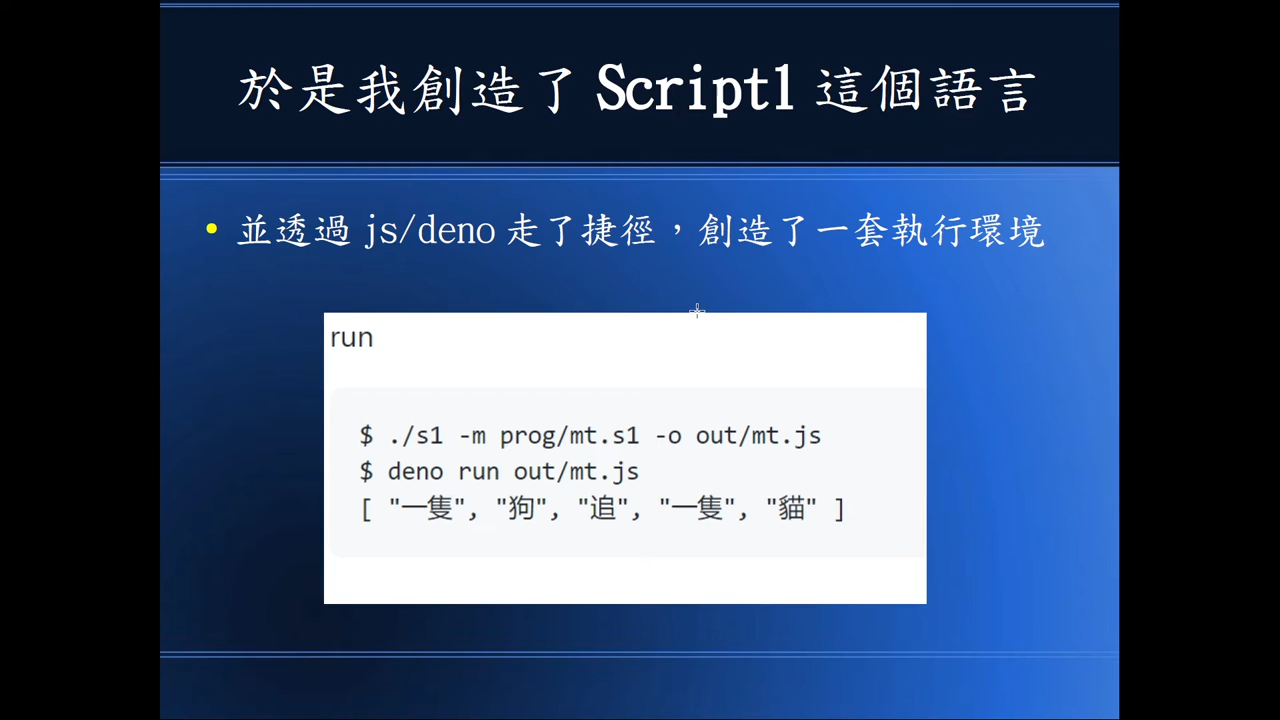 於是我創造了 Script1 這個語言
• 並透過 js/deno 走了捷徑，創造了一套執行環境
run
$ ./s1 -m prog/mt.s1 -o out/mt.js
$ deno run out/mt.js
[ "一隻", "狗", "追", "一隻", "貓" ]